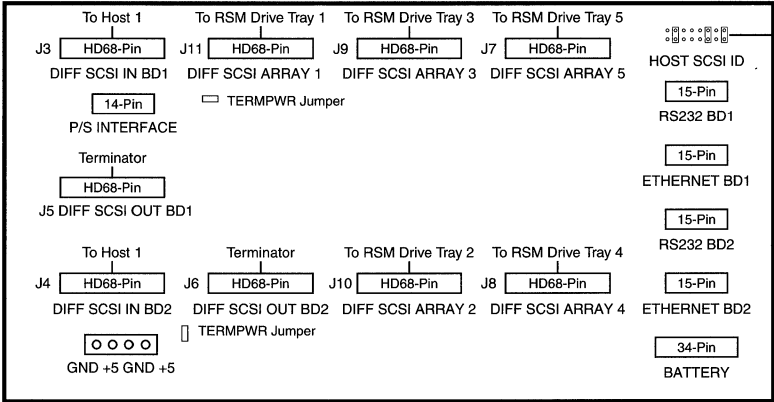 To Host 1
To RSM Drive Tray 1
To RSM Drive Tray 3
To RSM Drive Tray 5
J3
HD68-Pin
J11
HD68-Pin
J9
HD68-Pin
J7
HD68-Pin
HOST SCSI ID
DIFF SCSI IN BD1
DIFF SCSI ARRAY 1
DIFF SCSI ARRAY 3
DIFF SCSI ARRAY 5
14-Pin
TERMPWR Jumper
15-Pin
P/S INTERFACE
RS232 BD1
Terminator
15-Pin
HD68-Pin
ETHERNET BD1
J5 DIFF SCSI OUT BD1
15-Pin
RS232 BD2
To Host 1
Terminator
To RSM Drive Tray 2
To RSM Drive Tray 4
J4
HD68-Pin
J6
HD68-Pin
J10
HD68-Pin
J8
HD68-Pin
15-Pin
DIFF SCSI IN BD2
DIFF SCSI OUT BD2
DIFF SCSI ARRAY 2
DIFF SCSI ARRAY 4
ETHERNET BD2
TERMPWR Jumper
34-Pin
GND +5 GND +5
BATTERY